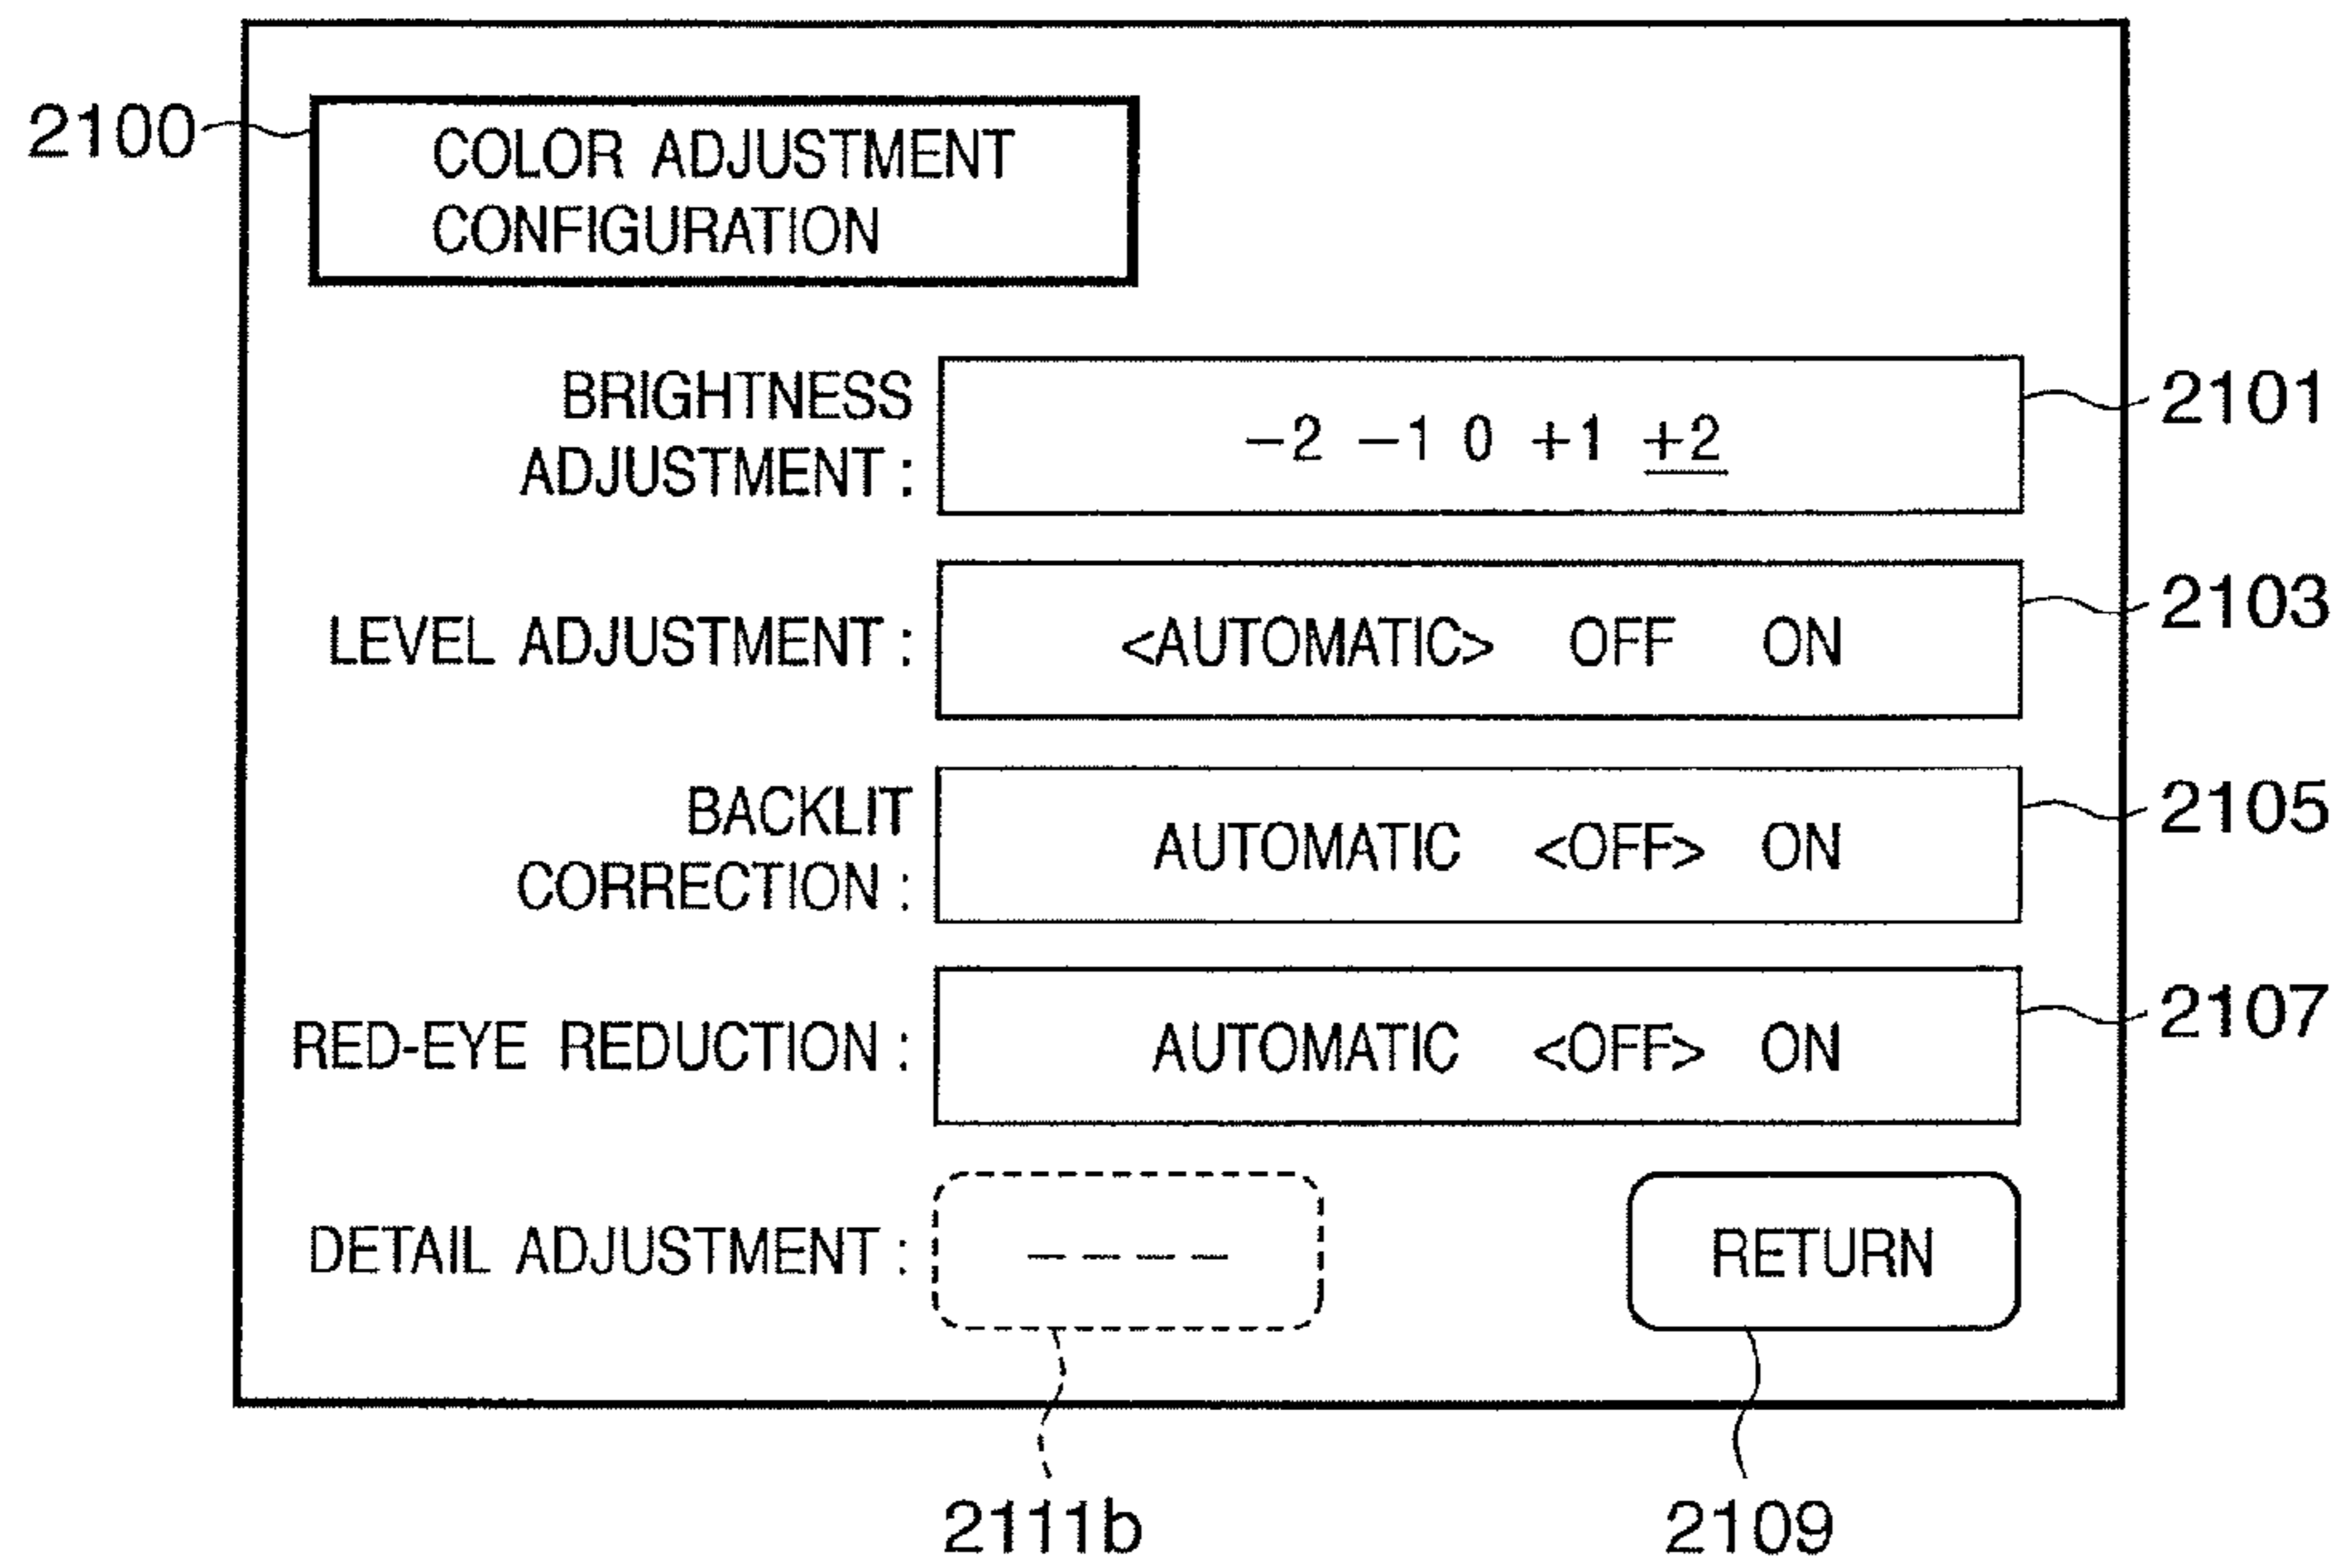 2100
COLOR ADJUSTMENT
CONFIGURATION
BRIGHTNESS
ADJUSTMENT :
−2 −1 0 +1 +2
2101
LEVEL ADJUSTMENT : <AUTOMATIC> OFF ON
2103
BACKLIT
CORRECTION :
AUTOMATIC <OFF> ON
2105
RED-EYE REDUCTION : AUTOMATIC <OFF> ON
2107
DETAIL ADJUSTMENT : − − − − RETURN
2111b 2109